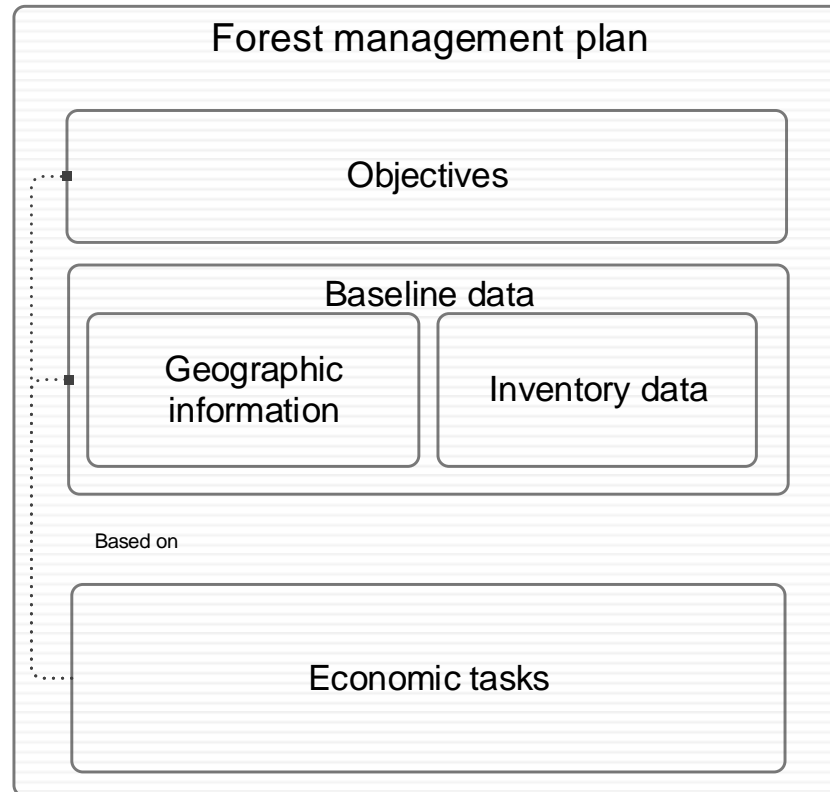 Forest management plan
Objectives
Baseline data
Geographic
information
Inventory data
Based on
Economic tasks